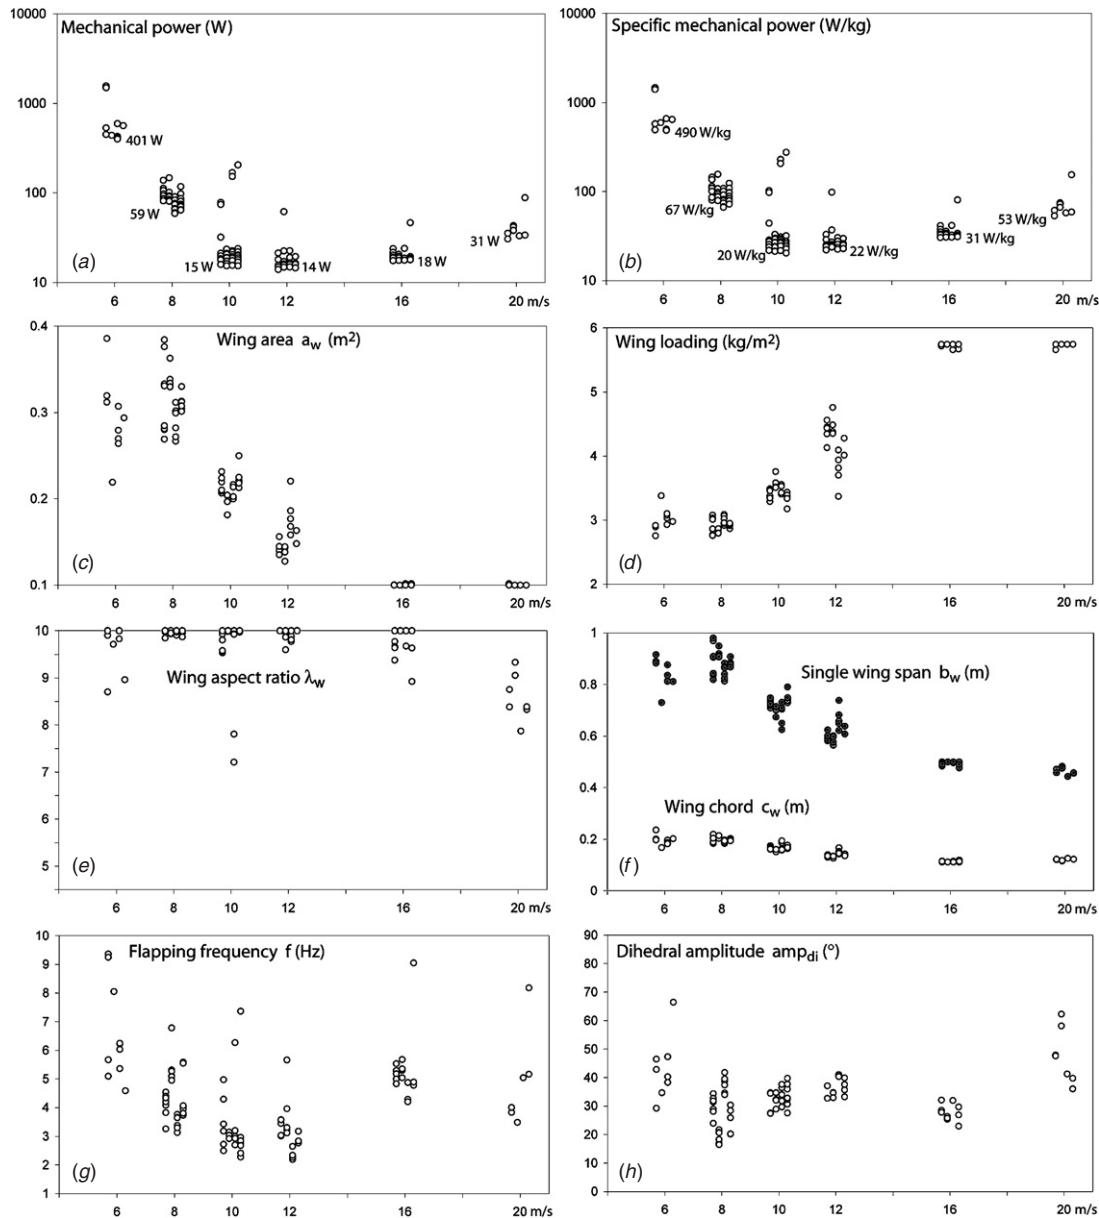 Mechanical power (W)
10000
1000
100
10
401 W
59 W
15 W
14 W
18 W
31 W
(a)
6 8 10 12 16 20 m/s
Specific mechanical power (W/kg)
10000
1000
100
10
490 W/kg
67 W/kg
20 W/kg
22 W/kg
31 W/kg
53 W/kg
(b)
6 8 10 12 16 20 m/s
Wing area a_w (m²)
0.4
0.3
0.2
0.1
(c)
6 8 10 12 16 20 m/s
Wing loading (kg/m²)
6
5
4
3
2
(d)
6 8 10 12 16 20 m/s
10
9
8
7
6
5
Wing aspect ratio λ_w
(e)
6 8 10 12 16 20 m/s
1
0.8
0.6
0.4
0.2
0
Single wing span b_w (m)
Wing chord c_w (m)
(f)
6 8 10 12 16 20 m/s
Flapping frequency f (Hz)
10
9
8
7
6
5
4
3
2
1
(g)
6 8 10 12 16 20 m/s
Dihedral amplitude amp_di (°)
90
80
70
60
50
40
30
20
10
0
(h)
6 8 10 12 16 20 m/s